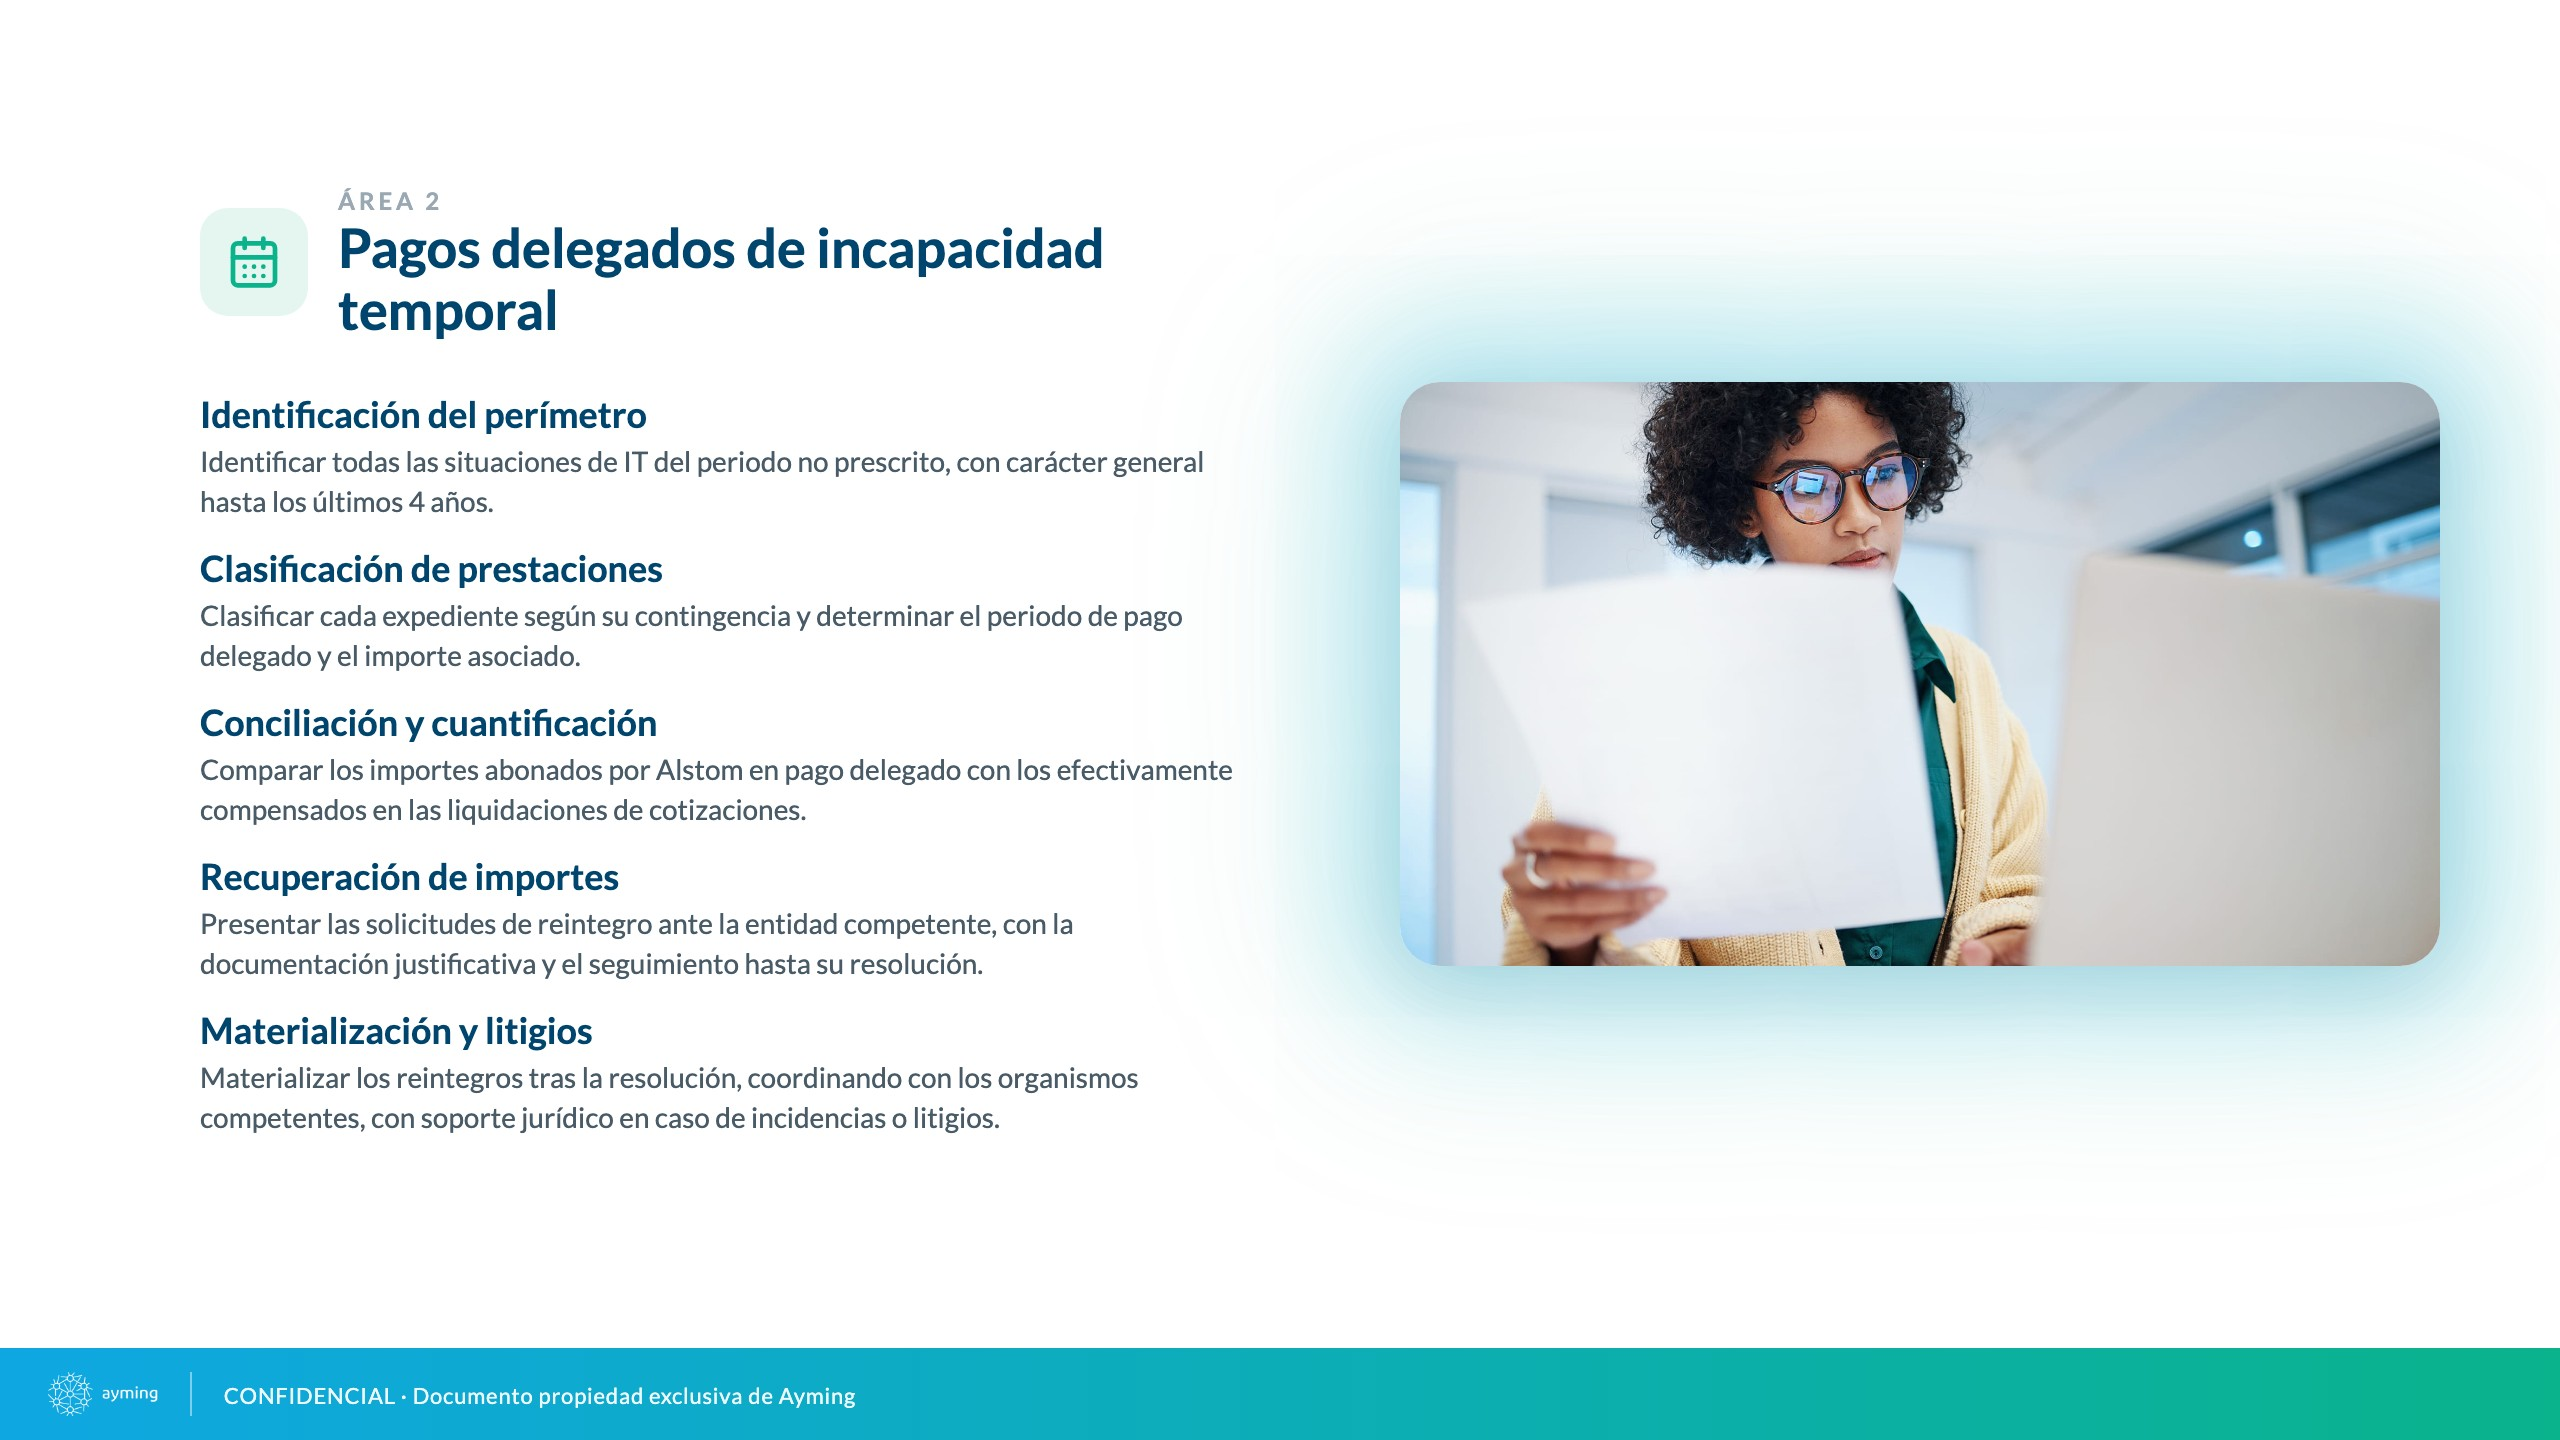 ÁREA 2
Pagos delegados de incapacidad
temporal
Identificación del perímetro
Identificar todas las situaciones de IT del periodo no prescrito, con carácter general
hasta los últimos 4 años.
Clasificación de prestaciones
Clasificar cada expediente según su contingencia y determinar el periodo de pago
delegado y el importe asociado.
Conciliación y cuantificación
Comparar los importes abonados por Alstom en pago delegado con los efectivamente
compensados en las liquidaciones de cotizaciones.
Recuperación de importes
Presentar las solicitudes de reintegro ante la entidad competente, con la
documentación justificativa y el seguimiento hasta su resolución.
Materialización y litigios
Materializar los reintegros tras la resolución, coordinando con los organismos
competentes, con soporte jurídico en caso de incidencias o litigios.
ayming
CONFIDENCIAL · Documento propiedad exclusiva de Ayming